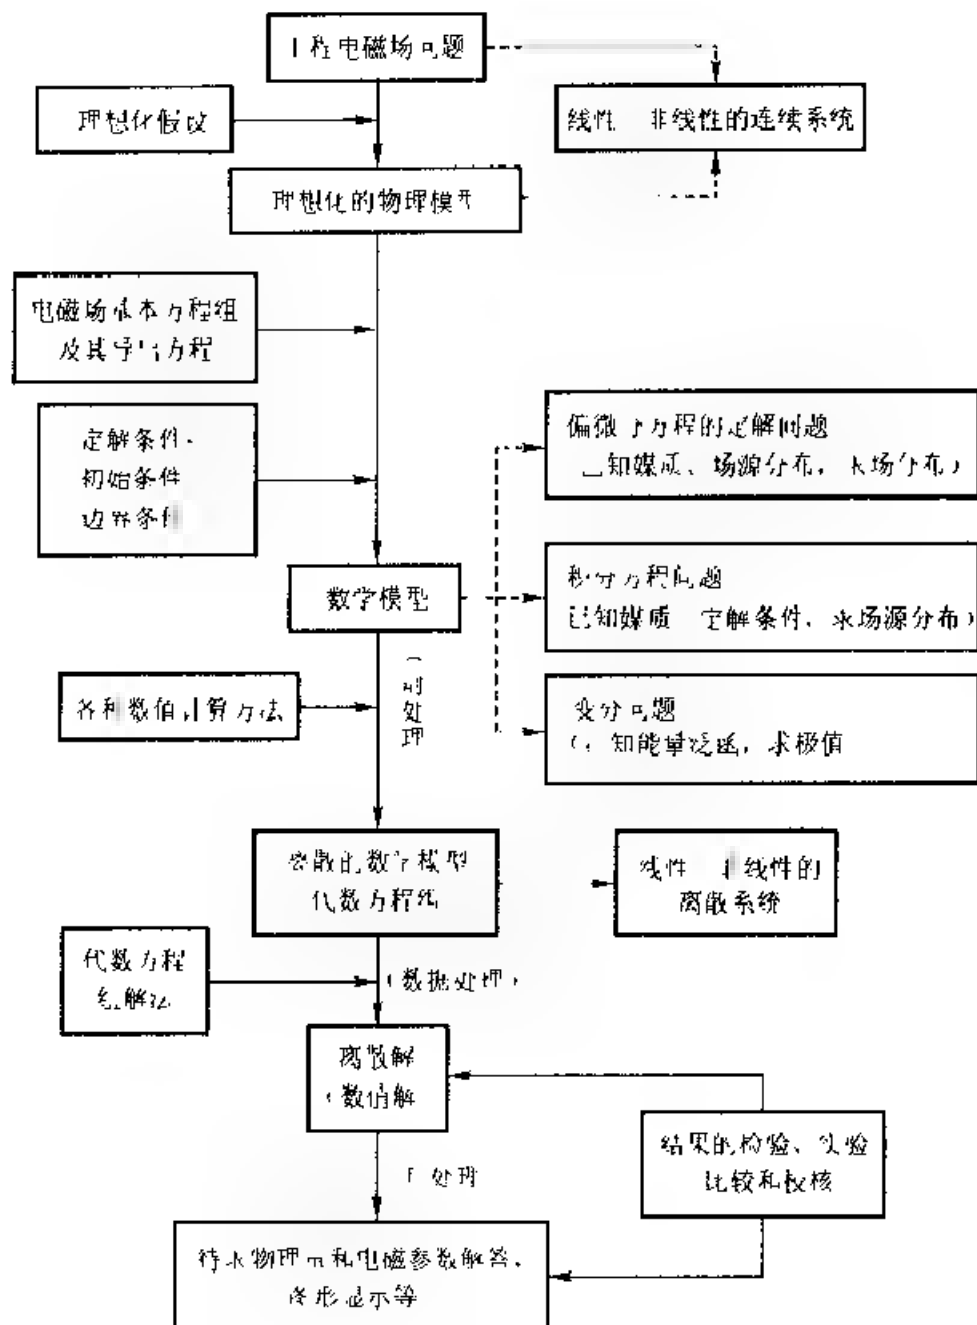 工程电磁场问题
理想化假设
线性 非线性的连续系统
理想化的物理模型
电磁场基本方程组
及其导出方程
定解条件:
初始条件
边界条件
偏微分方程的定解问题
已知媒质、场源分布, 求场分布)
数学模型
积分方程问题
已知媒质 定解条件, 求场源分布)
(前处理
各种数值计算方法
变分问题
(已知能量泛函, 求极值
离散的数学模型
代数方程组
线性 非线性的
离散系统
代数方程
组解法
(数据处理)
离散解
(数值解
结果的检验、实验
比较和校核
后处理
待求物理量和电磁参数解答、
图形显示等